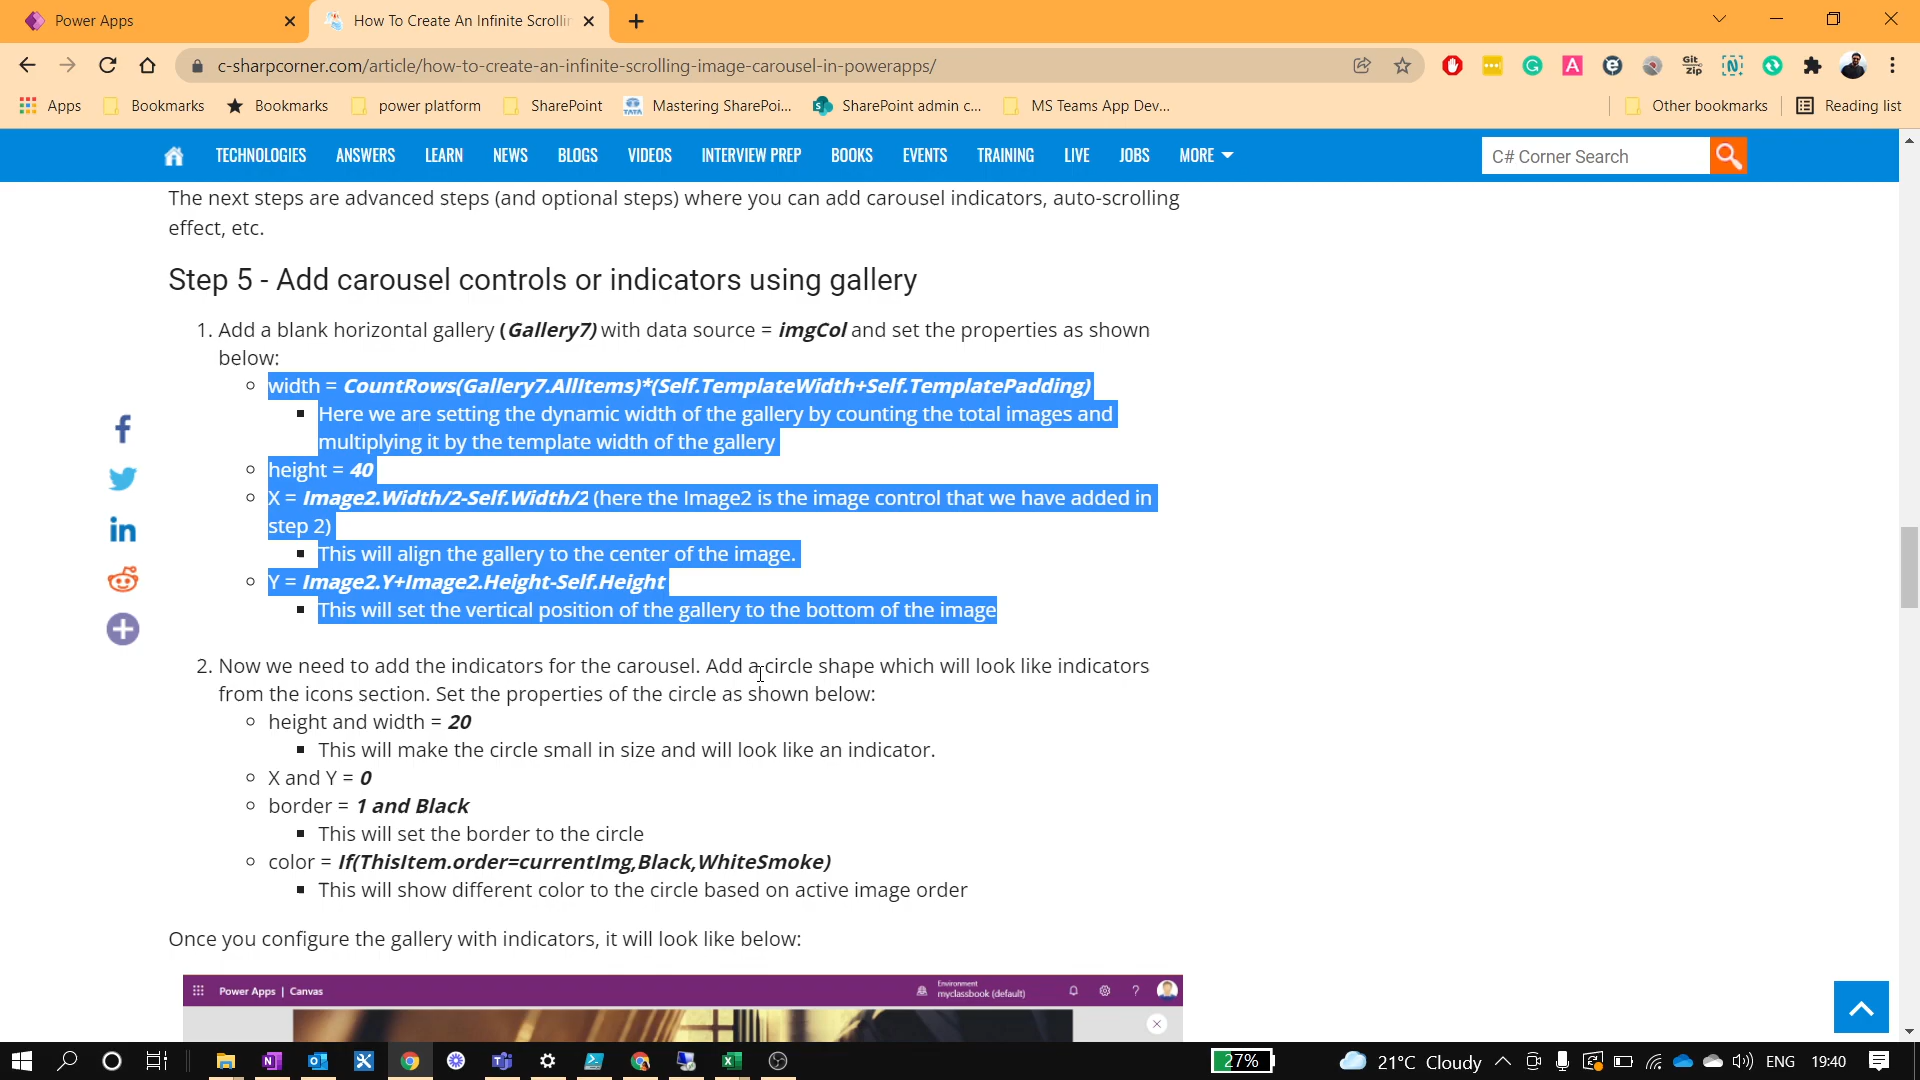 Power Apps
How To Create An Infinite Scrollin
c-sharpcorner.com/article/how-to-create-an-infinite-scrolling-image-carousel-in-powerapps/
Apps Bookmarks Bookmarks power platform SharePoint Mastering SharePoi... SharePoint admin c... MS Teams App Dev... Other bookmarks Reading list
TECHNOLOGIES ANSWERS LEARN NEWS BLOGS VIDEOS INTERVIEW PREP BOOKS EVENTS TRAINING LIVE JOBS MORE C# Corner Search
The next steps are advanced steps (and optional steps) where you can add carousel indicators, auto-scrolling
effect, etc.
Step 5 - Add carousel controls or indicators using gallery
1. Add a blank horizontal gallery (Gallery7) with data source = imgCol and set the properties as shown
below:
width = CountRows(Gallery7.AllItems)*(Self.TemplateWidth+Self.TemplatePadding)
Here we are setting the dynamic width of the gallery by counting the total images and
multiplying it by the template width of the gallery
height = 40
X = Image2.Width/2-Self.Width/2 (here the Image2 is the image control that we have added in
step 2)
This will align the gallery to the center of the image.
Y = Image2.Y+Image2.Height-Self.Height
This will set the vertical position of the gallery to the bottom of the image
2. Now we need to add the indicators for the carousel. Add a circle shape which will look like indicators
from the icons section. Set the properties of the circle as shown below:
height and width = 20
This will make the circle small in size and will look like an indicator.
X and Y = 0
border = 1 and Black
This will set the border to the circle
color = If(ThisItem.order=currentImg,Black,WhiteSmoke)
This will show different color to the circle based on active image order
Once you configure the gallery with indicators, it will look like below:
Power Apps | Canvas
Environment
myclassbook (default)
27% 21°C Cloudy ENG 19:40